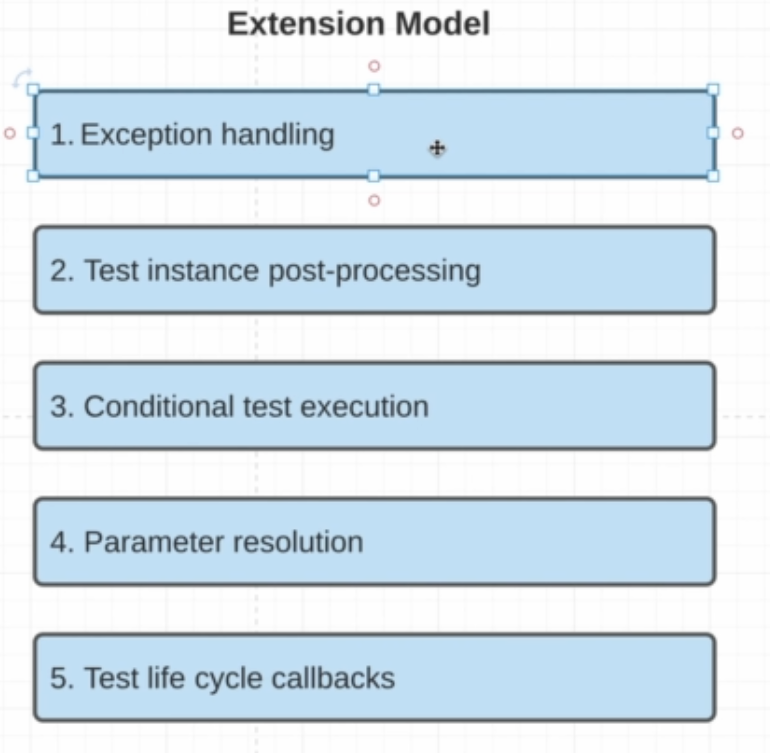 Extension Model
1. Exception handling
2. Test instance post-processing
3. Conditional test execution
4. Parameter resolution
5. Test life cycle callbacks